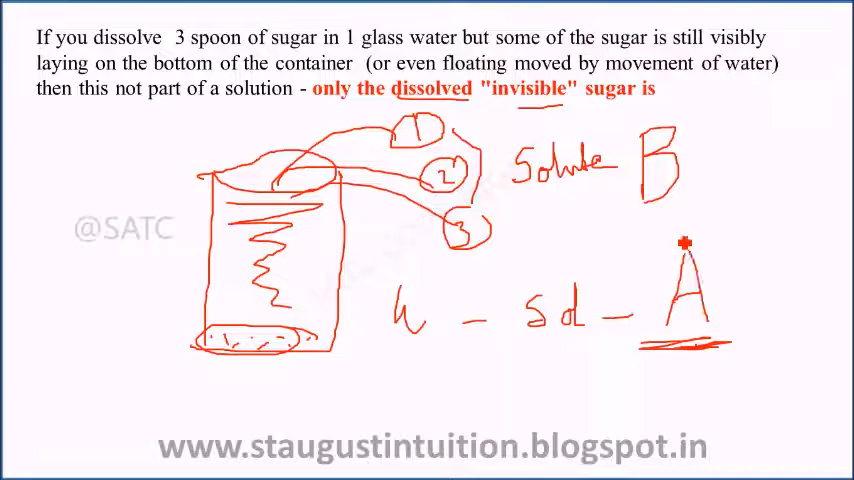 If you dissolve 3 spoon of sugar in 1 glass water but some of the sugar is still visibly
laying on the bottom of the container (or even floating moved by movement of water)
then this not part of a solution - only the dissolved "invisible" sugar is
1
2
Solute B
3
@SATC
- Sol - A
www.staugustintuition.blogspot.in